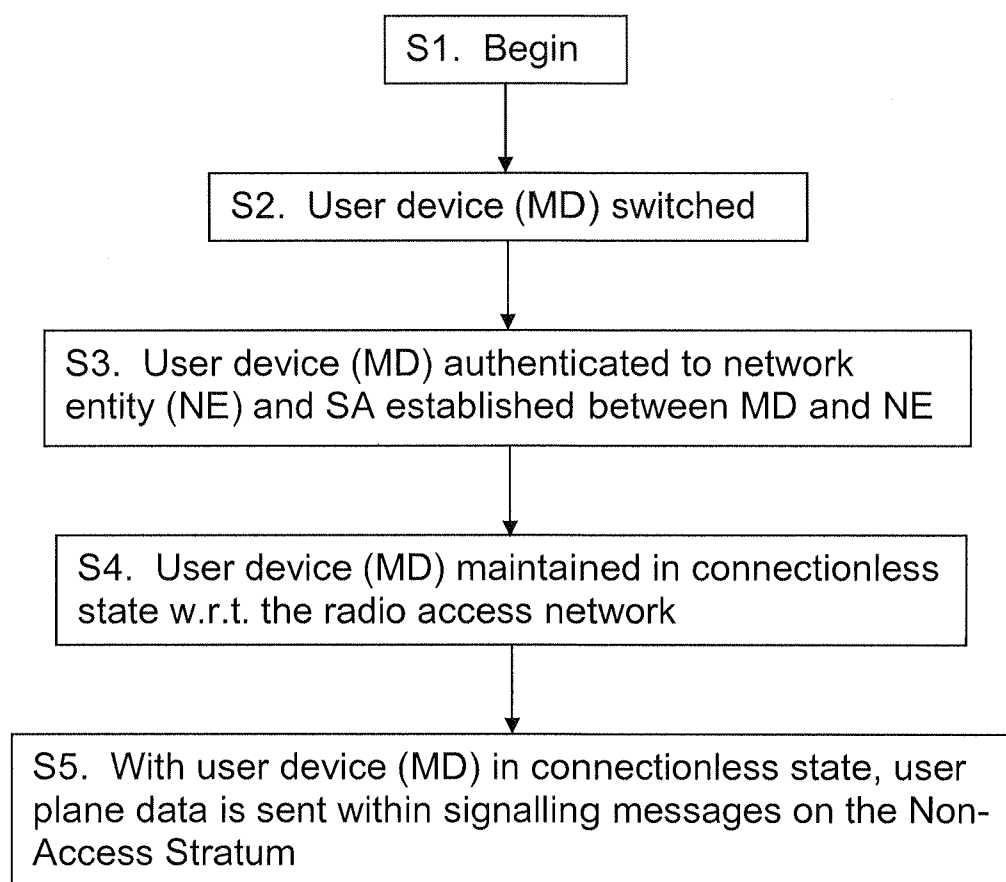 S1. Begin
S2. User device (MD) switched
S3. User device (MD) authenticated to network
entity (NE) and SA established between MD and NE
S4. User device (MD) maintained in connectionless
state w.r.t. the radio access network
S5. With user device (MD) in connectionless state, user
plane data is sent within signalling messages on the Non-
Access Stratum